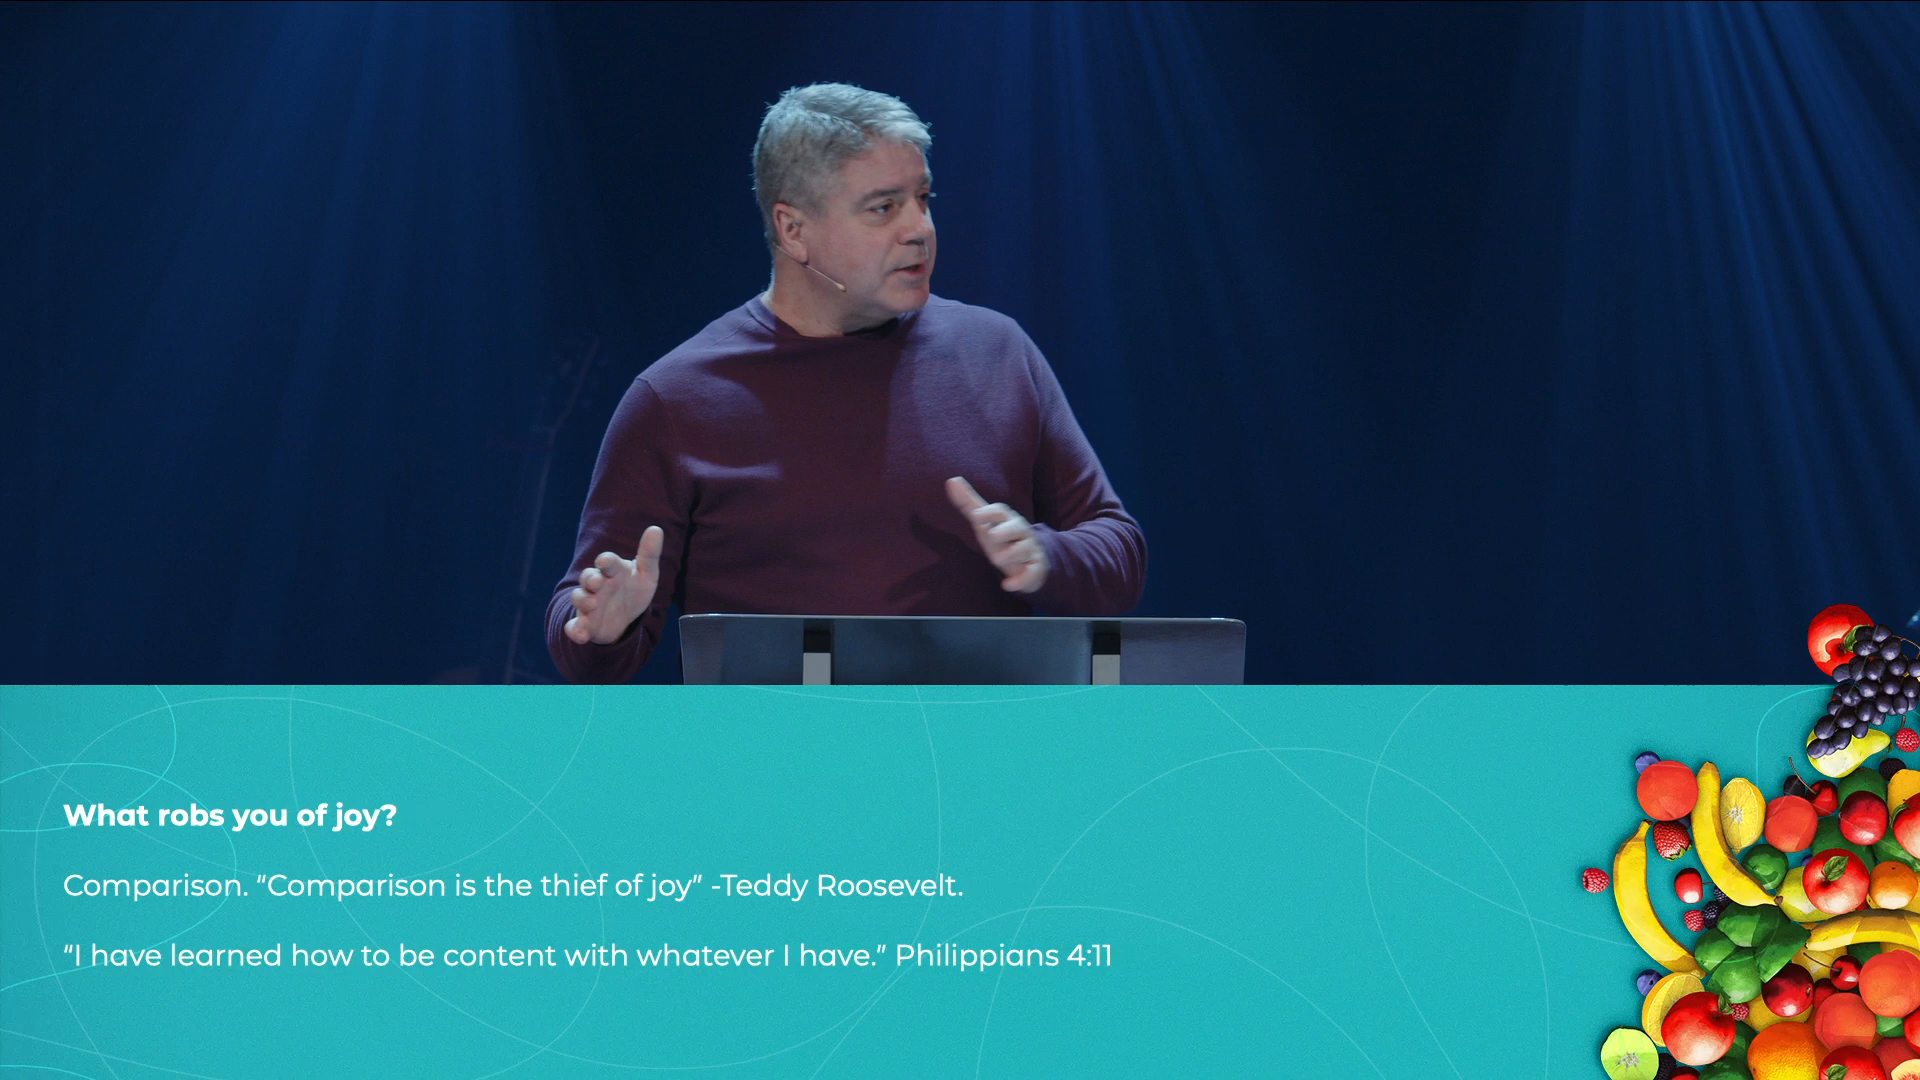 What robs you of joy?
Comparison. "Comparison is the thief of joy" -Teddy Roosevelt.
"I have learned how to be content with whatever I have." Philippians 4:11